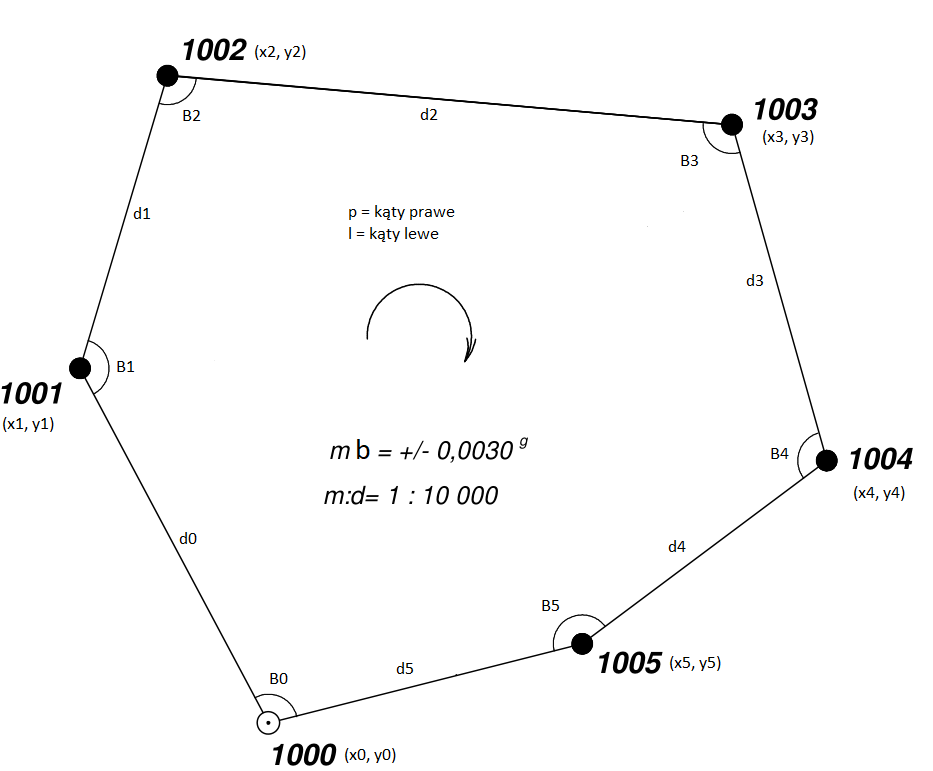 1002 (x2, y2)
B2
d2
1003
(x3, y3)
B3
d1
p = kąty prawe
l = kąty lewe
d3
B1
1001
(x1, y1)
m b = +/- 0,0030 g
m:d= 1 : 10 000
B4
1004
(x4, y4)
d0
d4
B5
1005 (x5, y5)
d5
B0
1000 (x0, y0)